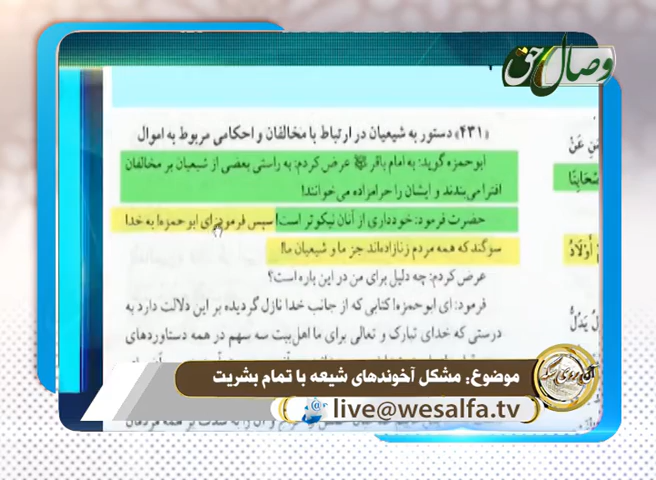 وصال حق
«۴۳۱» دستور به شیعیان در ارتباط با مخالفان و احکامی مربوط به اموال
ابوحمزه گوید: به امام باقر ﷷ عرض کردم: به راستی بعضی از شیعیان بر مخالفان
افترا می‌بندند و ایشان را حرامزاده می‌خوانند!
حضرت فرمود: خودداری از آنان نیکوتر است! سپس فرمود: ای ابوحمزه! به خدا
سوگند که همه مردم زنازاده‌اند جز ما و شیعیان ما!
عرض کردم: چه دلیل برای من در این باره است؟
فرمود: ای ابوحمزه! کتابی که از جانب خدا نازل گردیده بر این دلالت دارد به
درستی که خدای تبارک و تعالی برای ما اهل‌بیت سه سهم در همه دستاوردهای
عَنْ
أَوْلَادُ
موضوع: مشکل آخوندهای شیعه با تمام بشریت
live@wesalfa.tv